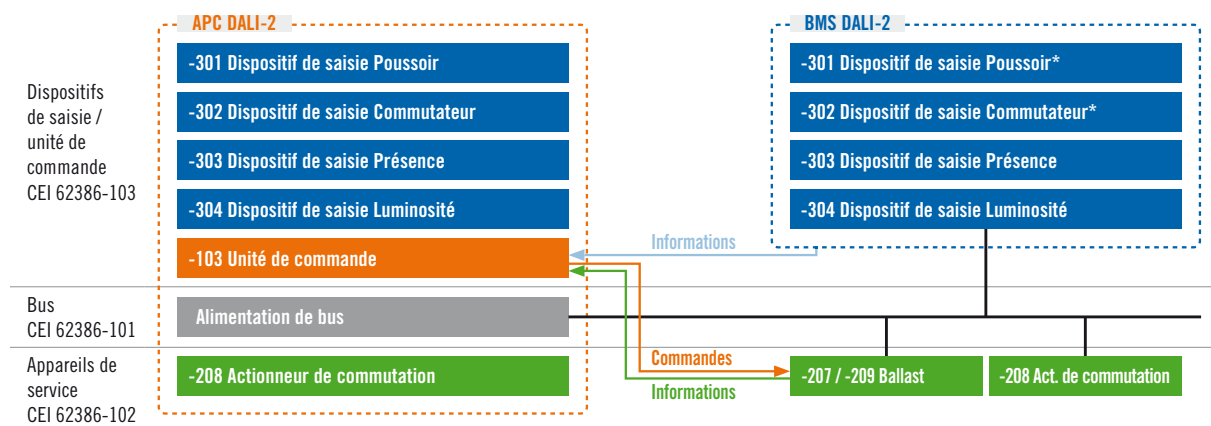 APC DALI-2
BMS DALI-2
Dispositifs
de saisie /
unité de
commande
CEI 62386-103
-301 Dispositif de saisie Poussoir
-302 Dispositif de saisie Commutateur
-303 Dispositif de saisie Présence
-304 Dispositif de saisie Luminosité
-103 Unité de commande
-301 Dispositif de saisie Poussoir*
-302 Dispositif de saisie Commutateur*
-303 Dispositif de saisie Présence
-304 Dispositif de saisie Luminosité
Informations
Bus
CEI 62386-101
Alimentation de bus
Appareils de
service
CEI 62386-102
-208 Actionneur de commutation
Commandes
Informations
-207 / -209 Ballast
-208 Act. de commutation